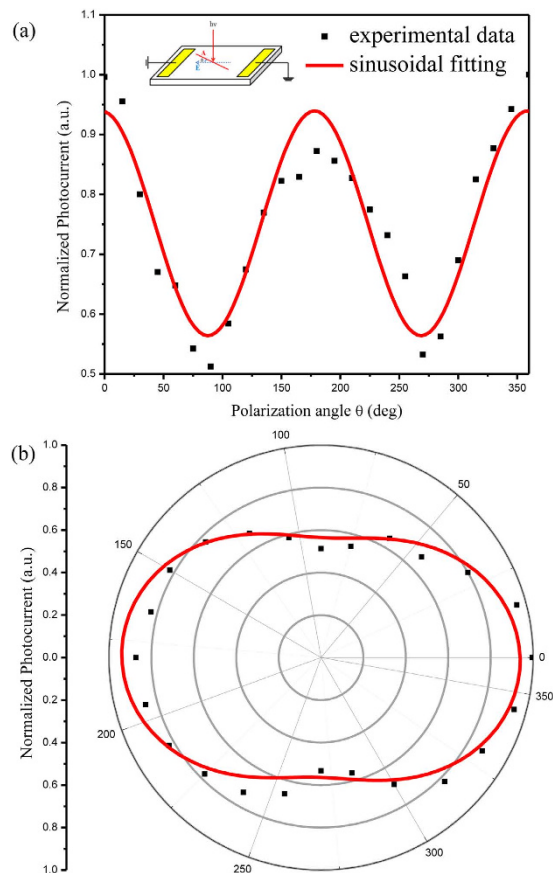 (a)
hv
A
E
experimental data
sinusoidal fitting
Normalized Photocurrent (a.u.)
1.0
0.9
0.8
0.7
0.6
0.5
0 50 100 150 200 250 300 350
Polarization angle θ (deg)
(b)
Normalized Photocurrent (a.u.)
1.0
0.8
0.6
0.4
0.2
0.0
0.2
0.4
0.6
0.8
1.0
100
50
150
0
350
200
300
250